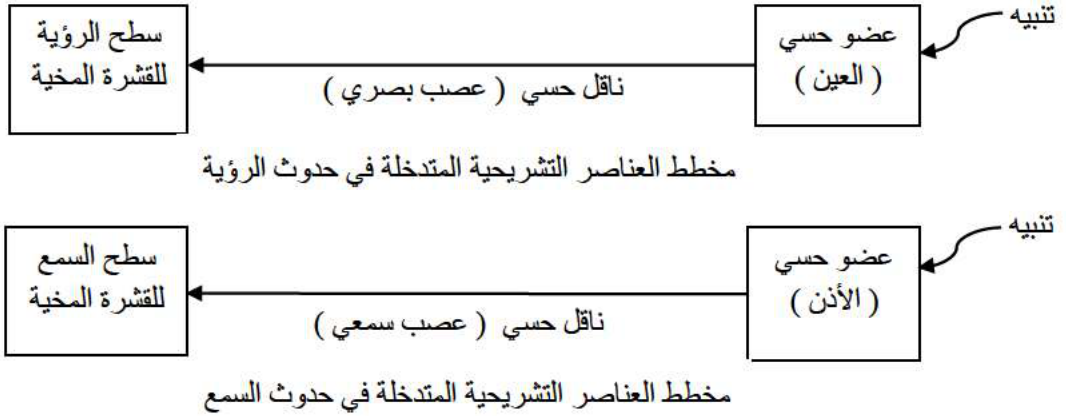 تنبيه
عضو حسي
( العين )
ناقل حسي ( عصب بصري )
سطح الرؤية
للقشرة المخية
مخطط العناصر التشريحية المتدخلة في حدوث الرؤية
تنبيه
عضو حسي
( الأذن )
ناقل حسي ( عصب سمعي )
سطح السمع
للقشرة المخية
مخطط العناصر التشريحية المتدخلة في حدوث السمع